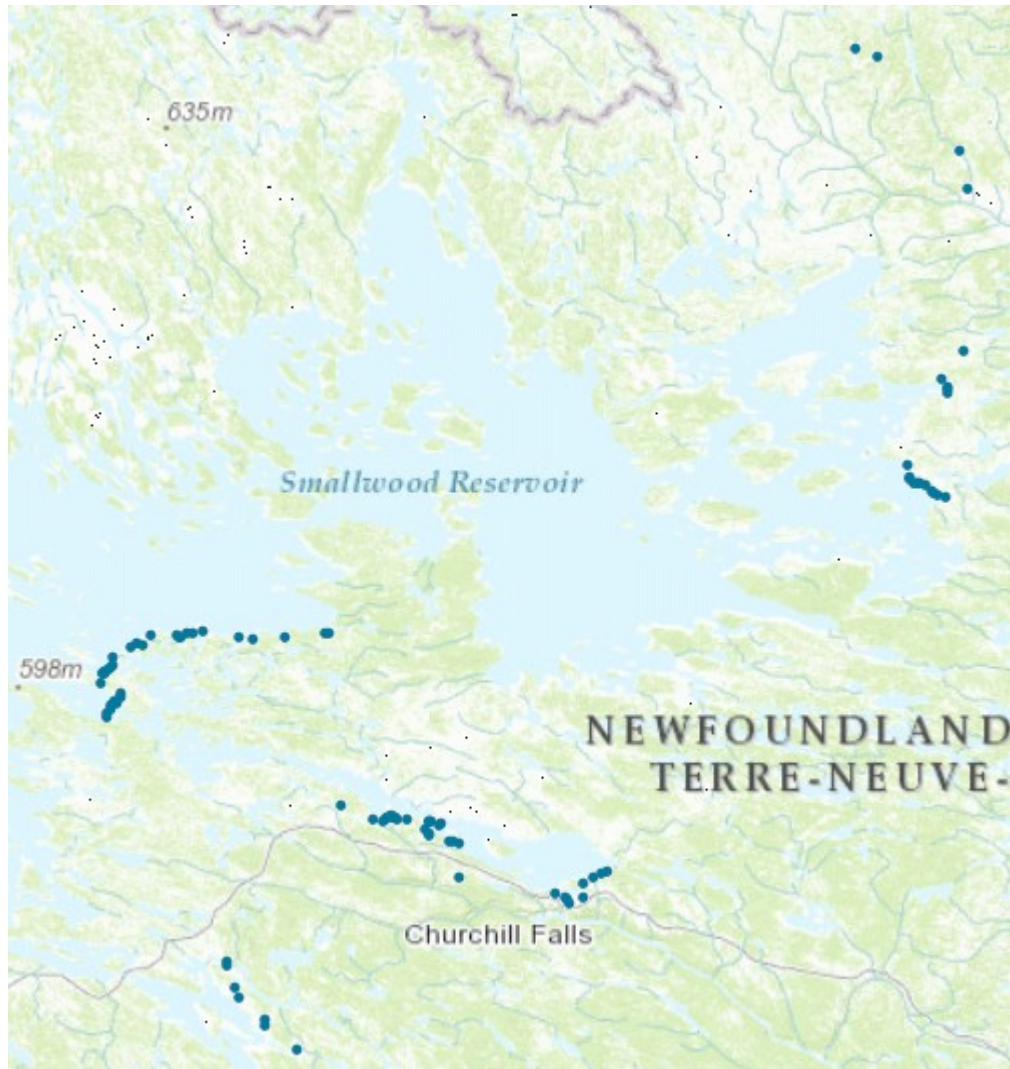 635m
Smallwood Reservoir
598m
NEWFOUNDLAND
TERRE-NEUVE-
Churchill Falls